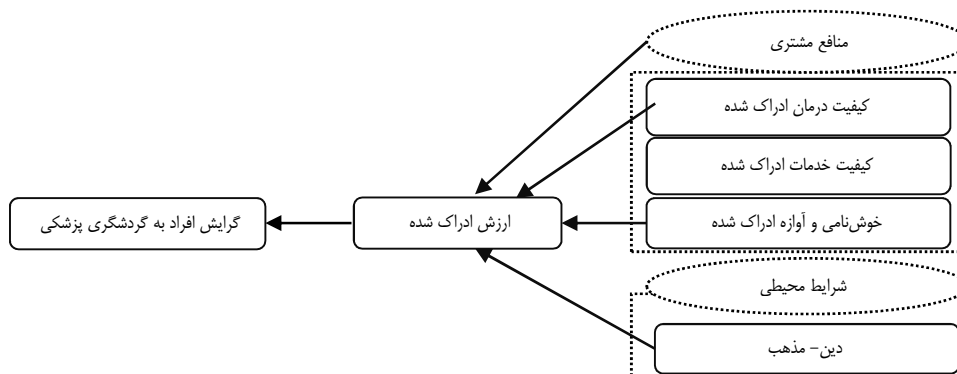 منافع مشتری
کیفیت درمان ادراک شده
کیفیت خدمات ادراک شده
خوش‌نامی و آوازه ادراک شده
ارزش ادراک شده
گرایش افراد به گردشگری پزشکی
شرایط محیطی
دین- مذهب